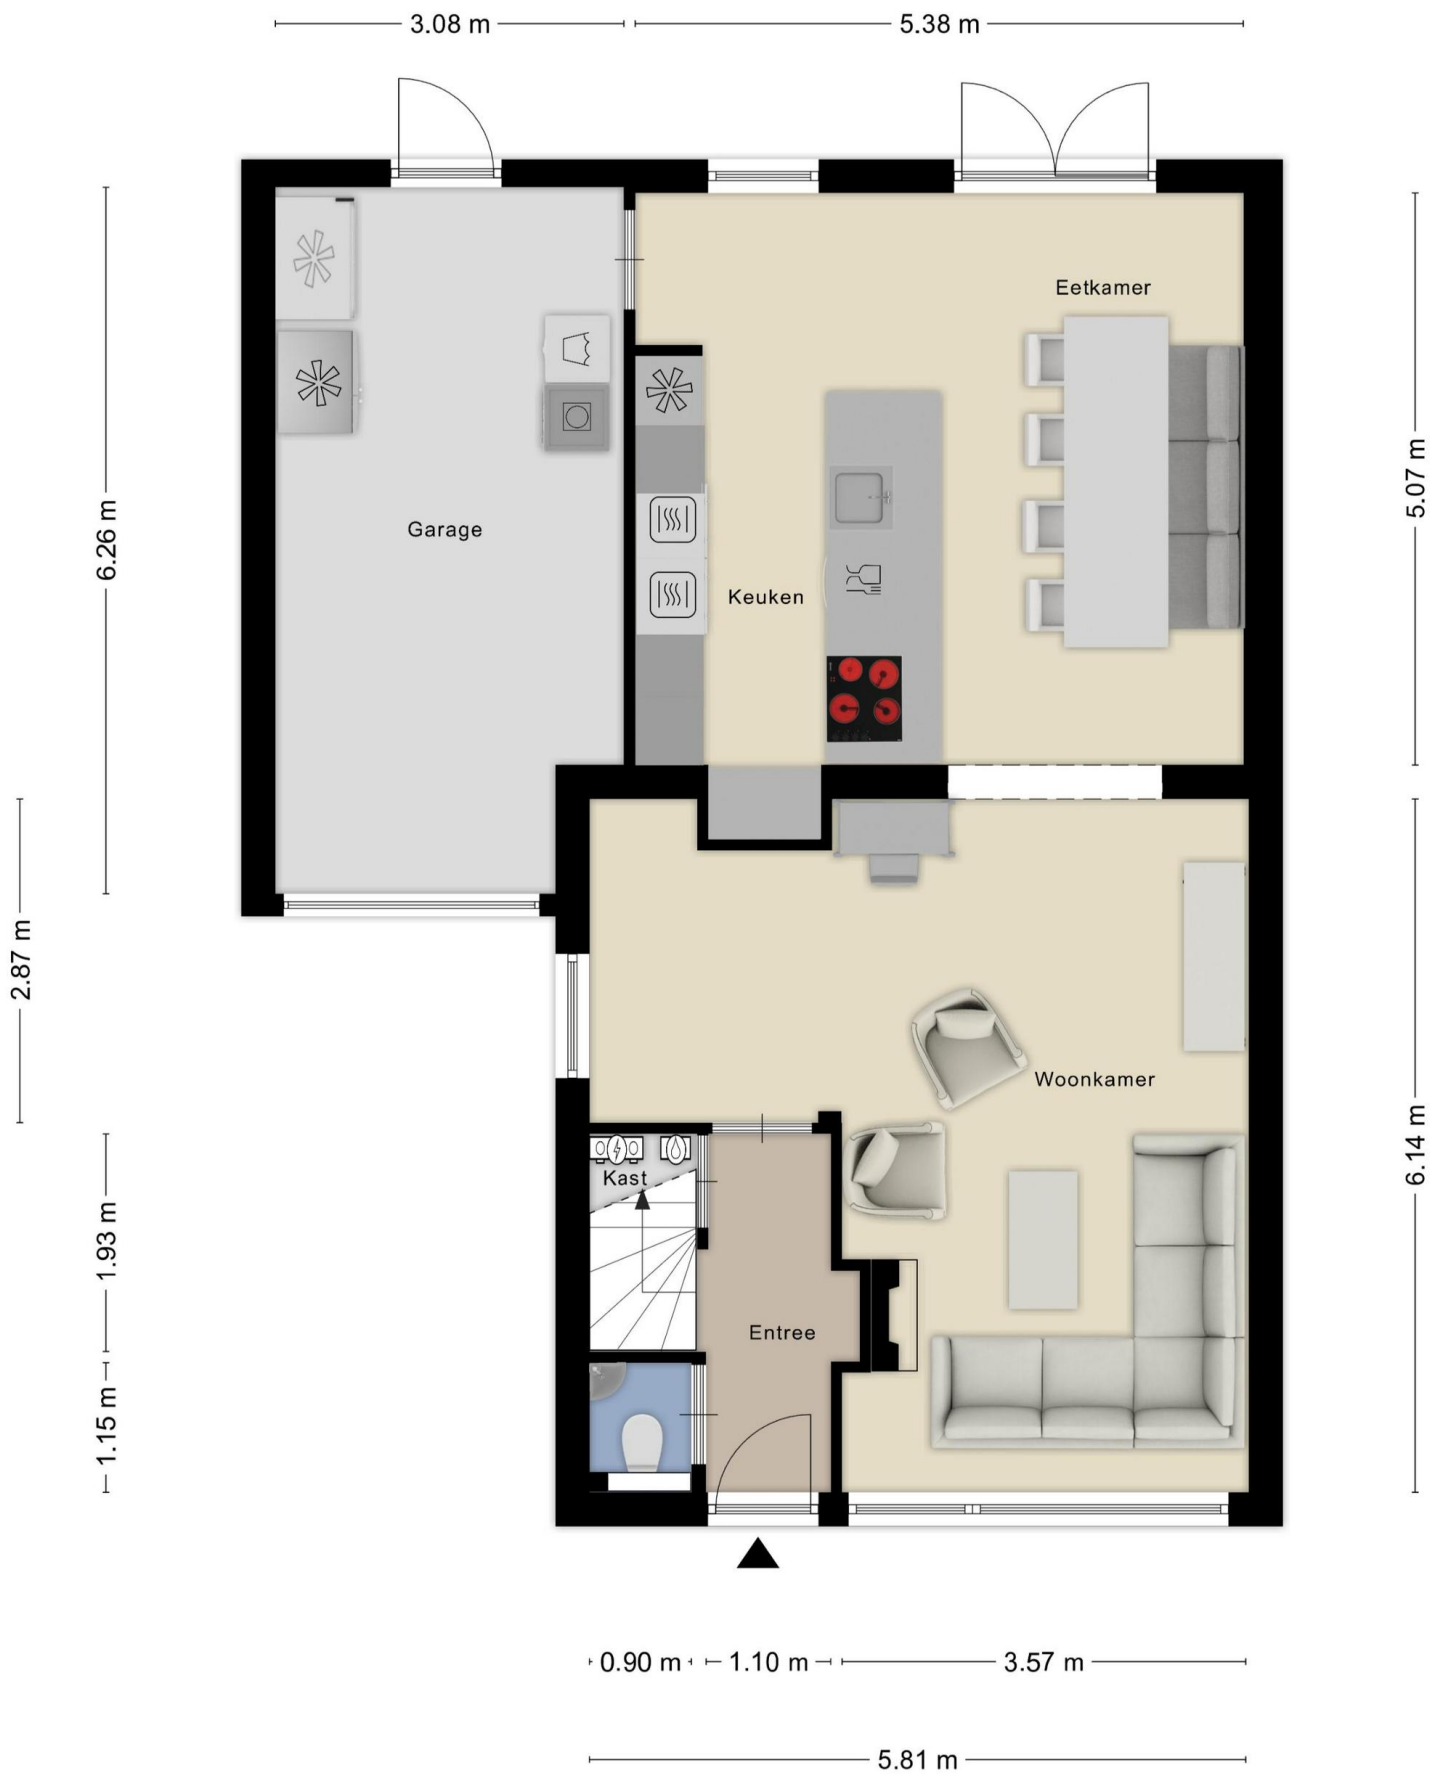 3.08 m
5.38 m
Eetkamer
Garage
Keuken
6.26 m
5.07 m
2.87 m
Woonkamer
6.14 m
Kast
1.93 m
Entree
1.15 m
0.90 m
1.10 m
3.57 m
5.81 m